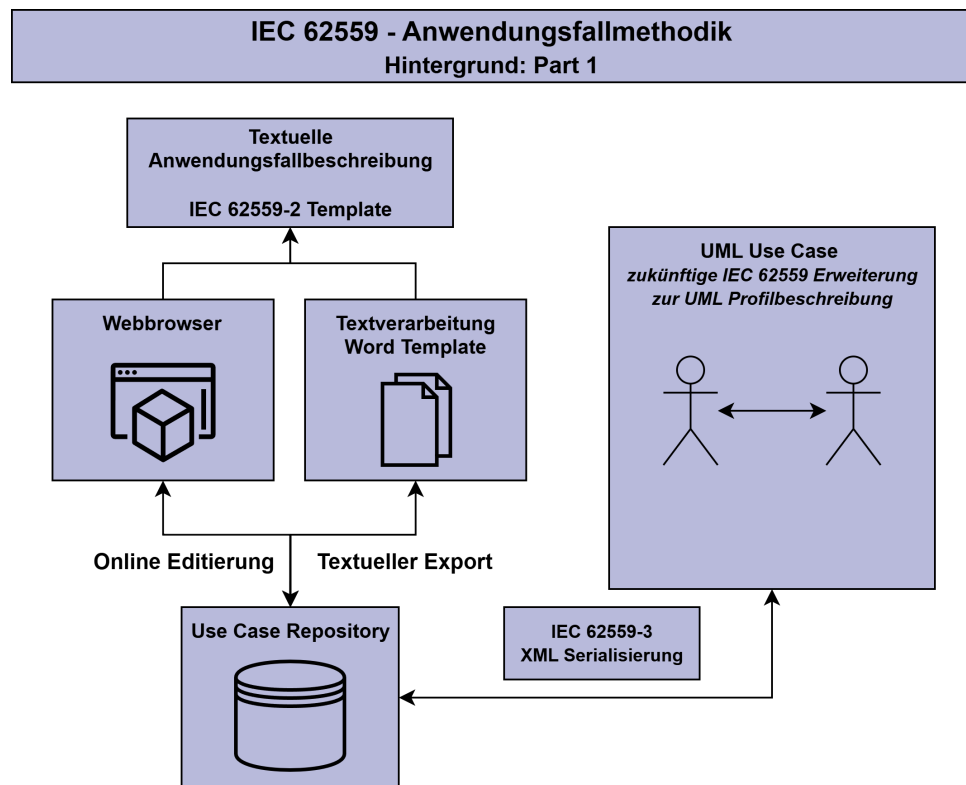 IEC 62559 - Anwendungsfallmethodik
Hintergrund: Part 1
Textuelle
Anwendungsfallbeschreibung
IEC 62559-2 Template
UML Use Case
zukünftige IEC 62559 Erweiterung
zur UML Profilbeschreibung
Webbrowser
Textverarbeitung
Word Template
Online Editierung
Textueller Export
Use Case Repository
IEC 62559-3
XML Serialisierung